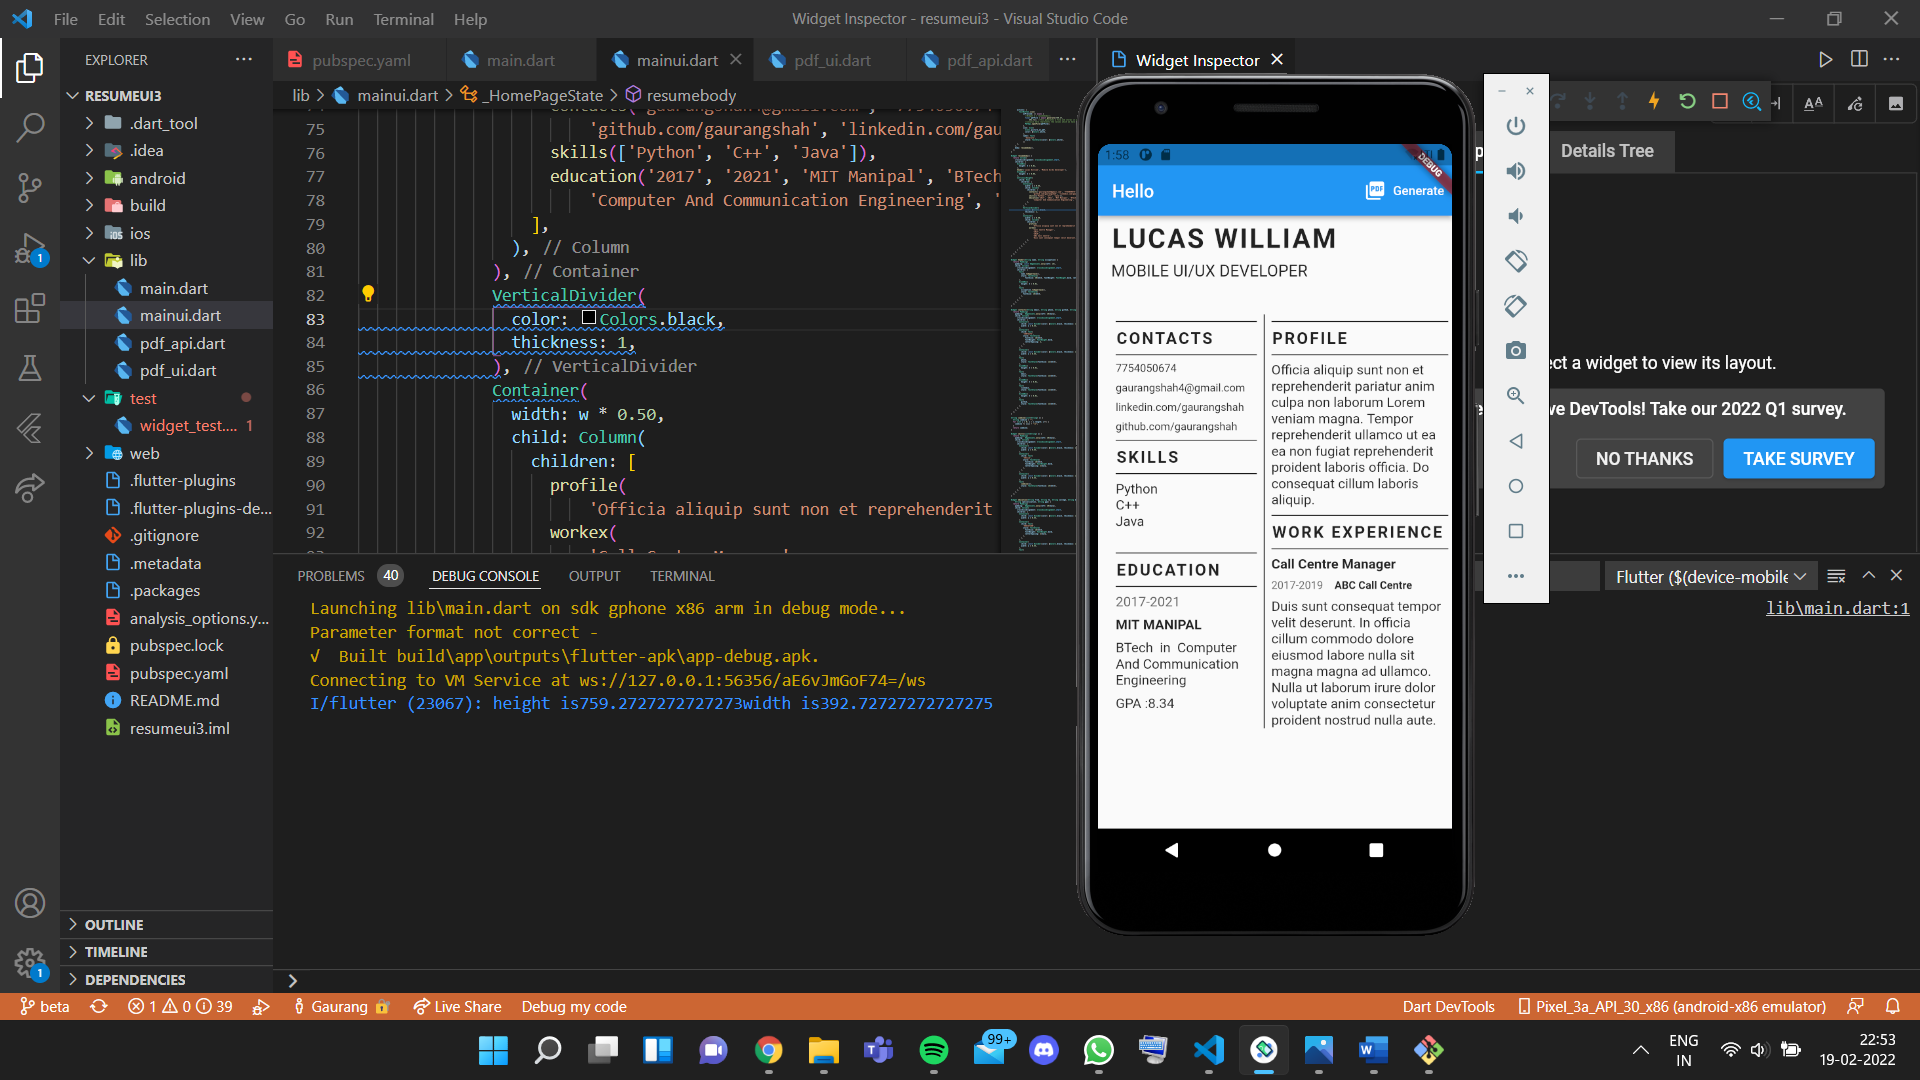 File Edit Selection View Go Run Terminal Help
Widget Inspector - resumeui3 - Visual Studio Code
EXPLORER
RESUMEUI3
.dart_tool
.idea
android
build
ios
lib
main.dart
mainui.dart
pdf_api.dart
pdf_ui.dart
test
widget_test.... 1
web
.flutter-plugins
.flutter-plugins-de...
.gitignore
.metadata
.packages
analysis_options.y...
pubspec.lock
pubspec.yaml
README.md
resumeui3.iml
OUTLINE
TIMELINE
DEPENDENCIES
pubspec.yaml main.dart mainui.dart pdf_ui.dart pdf_api.dart
lib > mainui.dart > _HomePageState > resumebody
75 'github.com/gaurangshah', 'linkedin.com/gau
76 skills(['Python', 'C++', 'Java']),
77 education('2017', '2021', 'MIT Manipal', 'BTech
78 'Computer And Communication Engineering', '
79 ],
80 ), // Column
81 ), // Container
82 VerticalDivider(
83 color: Colors.black,
84 thickness: 1,
85 ), // VerticalDivider
86 Container(
87 width: w * 0.50,
88 child: Column(
89 children: [
90 profile(
91 'Officia aliquip sunt non et reprehenderit
92 workex(
PROBLEMS 40 DEBUG CONSOLE OUTPUT TERMINAL
Launching lib\main.dart on sdk gphone x86 arm in debug mode...
Parameter format not correct -
√ Built build\app\outputs\flutter-apk\app-debug.apk.
Connecting to VM Service at ws://127.0.0.1:56356/aE6vJmGoF74=/ws
I/flutter (23067): height is759.2727272727273width is392.72727272727275
Widget Inspector
1:58
DEBUG
Hello
PDF Generate
LUCAS WILLIAM
MOBILE UI/UX DEVELOPER
CONTACTS
7754050674
gaurangshah4@gmail.com
linkedin.com/gaurangshah
github.com/gaurangshah
SKILLS
Python
C++
Java
EDUCATION
2017-2021
MIT MANIPAL
BTech in Computer
And Communication
Engineering
GPA :8.34
PROFILE
Officia aliquip sunt non et
reprehenderit pariatur anim
culpa non laborum Lorem
veniam magna. Tempor
reprehenderit ullamco ut ea
ea non fugiat reprehenderit
proident laboris officia. Do
consequat cillum laboris
aliquip.
WORK EXPERIENCE
Call Centre Manager
2017-2019 ABC Call Centre
Duis sunt consequat tempor
velit deserunt. In officia
cillum commodo dolore
eiusmod labore nulla sit
magna magna ad ullamco.
Nulla ut laborum irure dolor
voluptate anim consectetur
proident nostrud nulla aute.
Details Tree
ct a widget to view its layout.
ve DevTools! Take our 2022 Q1 survey.
NO THANKS TAKE SURVEY
Flutter ($(device-mobile
lib\main.dart:1
beta 1 0 39 Gaurang Live Share Debug my code
Dart DevTools Pixel_3a_API_30_x86 (android-x86 emulator)
99+
ENG
IN
22:53
19-02-2022